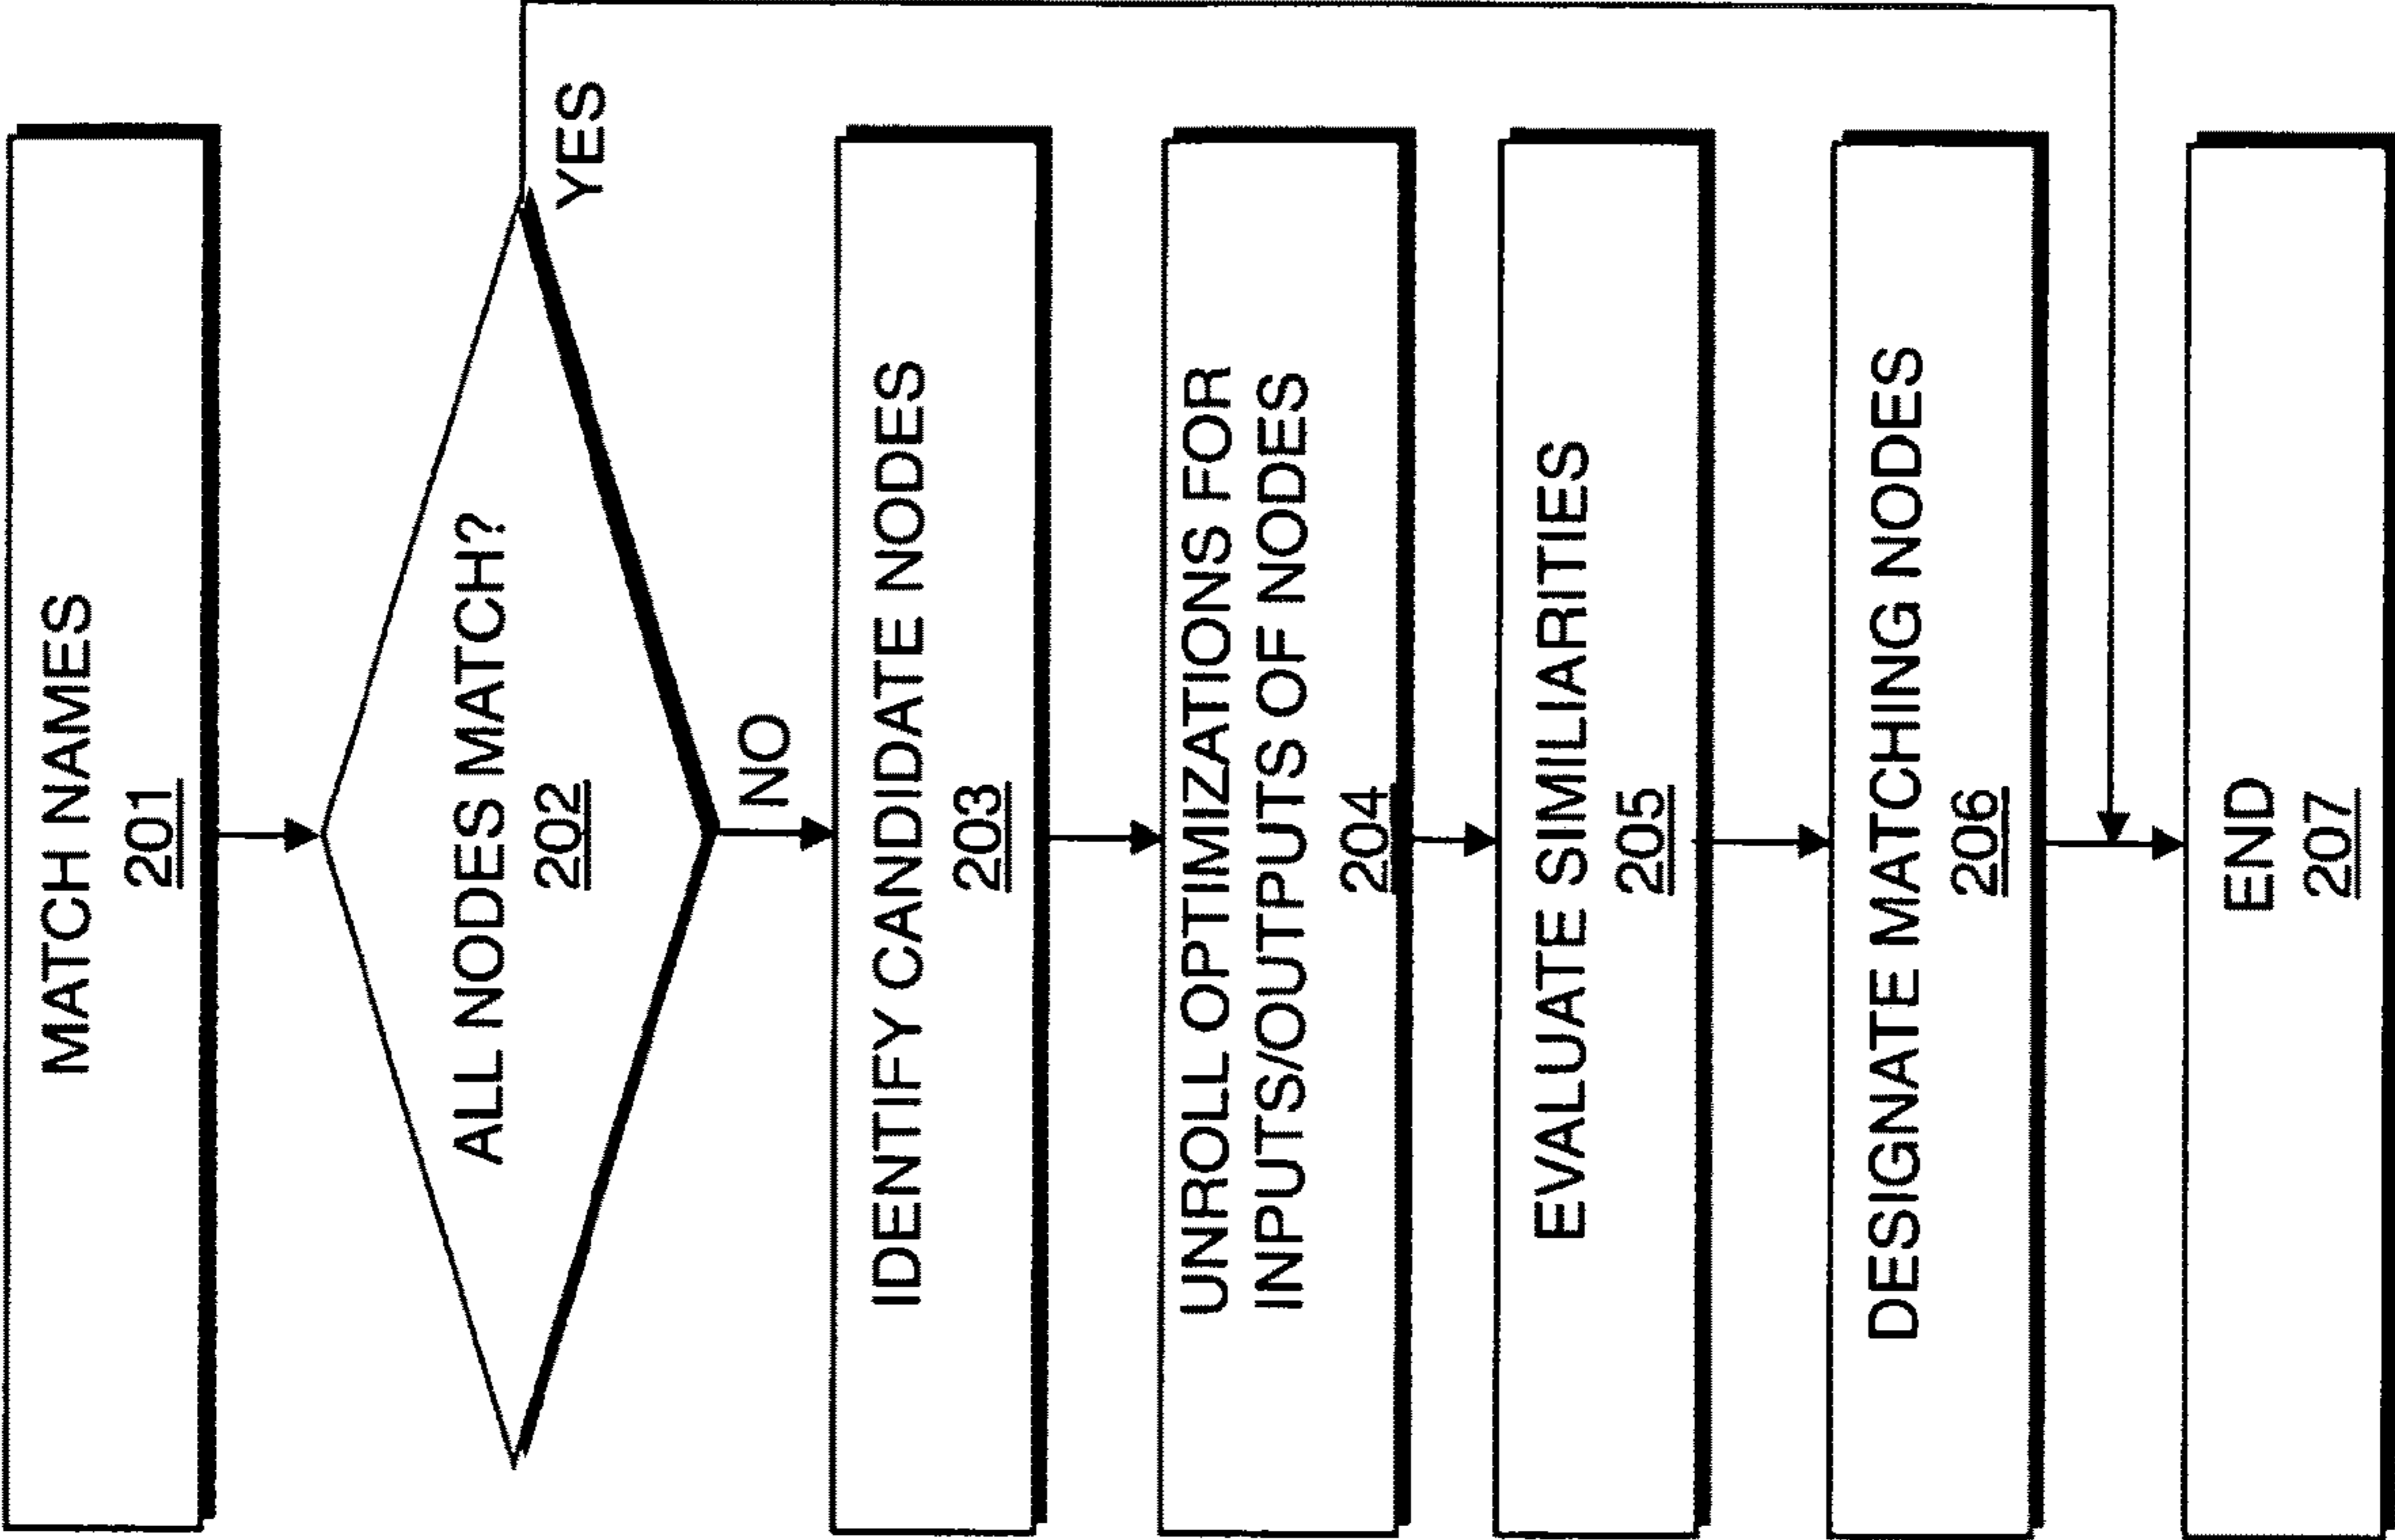 MATCH NAMES
201
ALL NODES MATCH?
202
YES
NO
IDENTIFY CANDIDATE NODES
203
UNROLL OPTIMIZATIONS FOR
INPUTS/OUTPUTS OF NODES
204
EVALUATE SIMILIARITIES
205
DESIGNATE MATCHING NODES
206
END
207